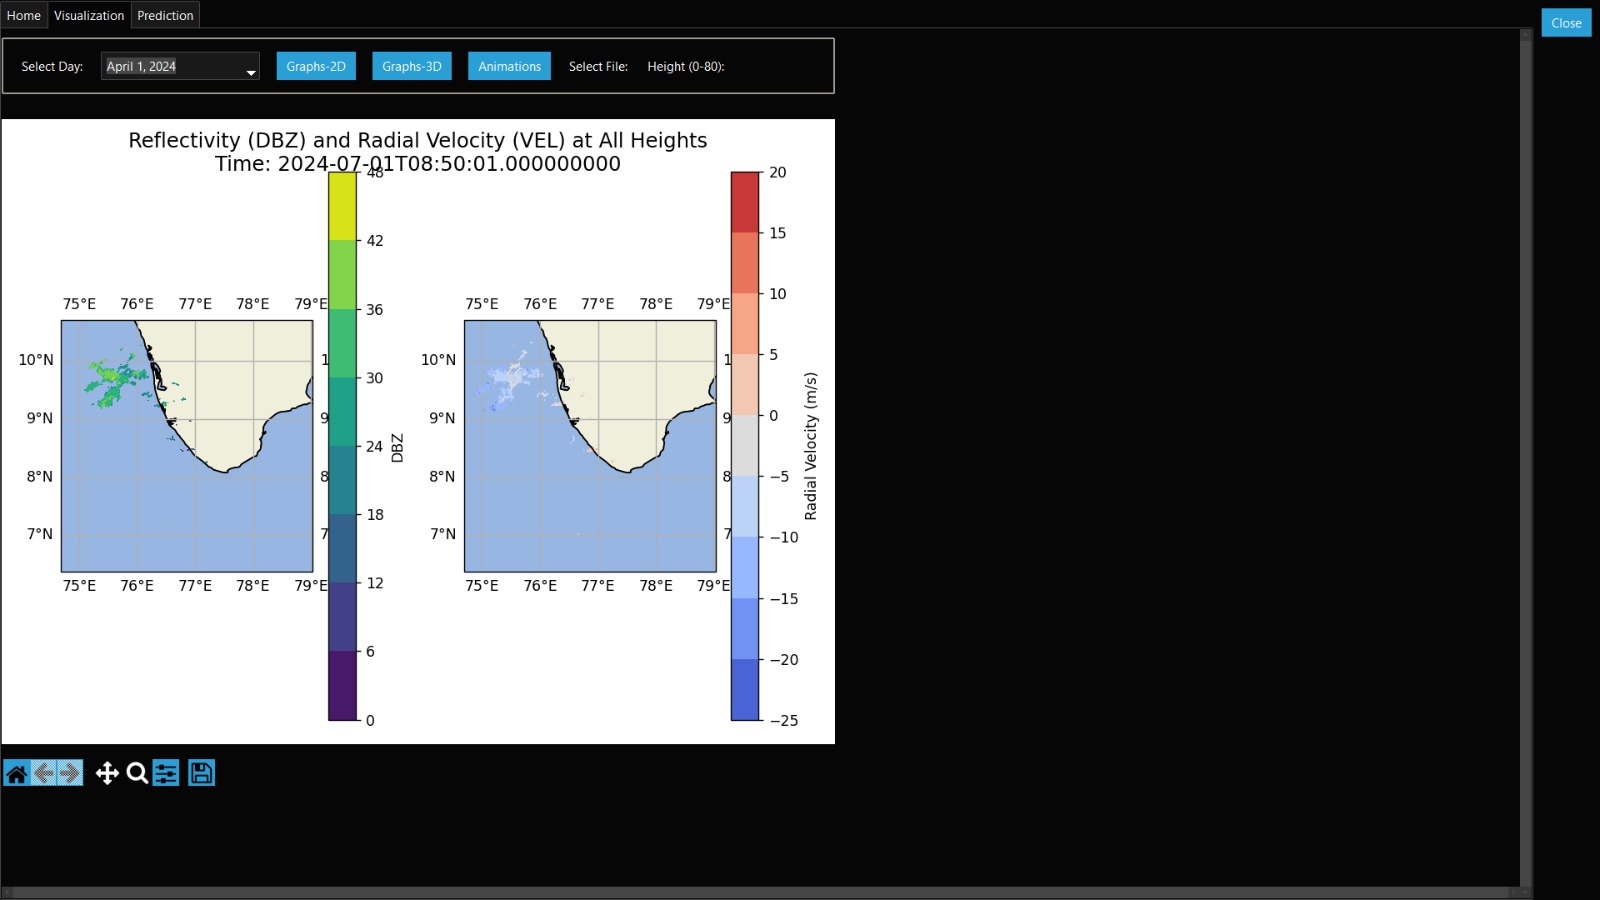 Home Visualization Prediction
Close
Select Day: April 1, 2024 Graphs-2D Graphs-3D Animations Select File: Height (0-80):
Reflectivity (DBZ) and Radial Velocity (VEL) at All Heights
Time: 2024-07-01T08:50:01.000000000
75°E 76°E 77°E 78°E 79°E
10°N
9°N
8°N
7°N
1
9
8
7
75°E 76°E 77°E 78°E 79°E
48
42
36
30
24
18
12
6
0
DBZ
75°E 76°E 77°E 78°E 79°E
10°N
9°N
8°N
7°N
1
9
8
7
75°E 76°E 77°E 78°E 79°E
20
15
10
5
0
−5
−10
−15
−20
−25
Radial Velocity (m/s)